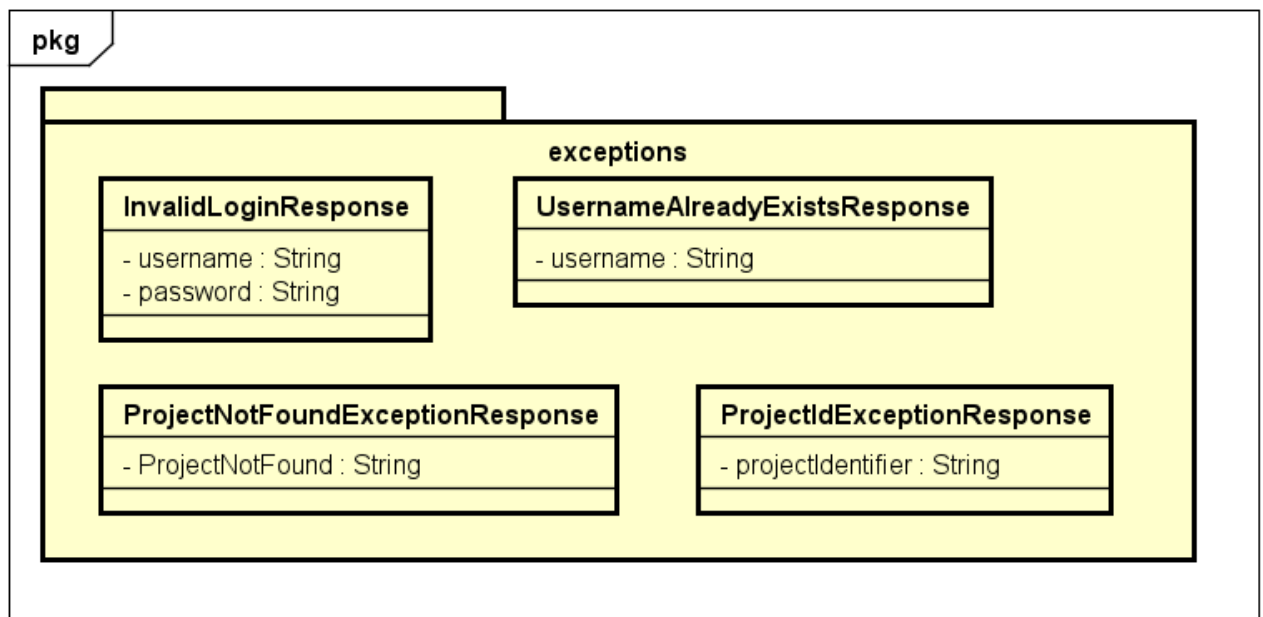 pkg
exceptions
InvalidLoginResponse
- username : String
- password : String
UsernameAlreadyExistsResponse
- username : String
ProjectNotFoundExceptionResponse
- ProjectNotFound : String
ProjectIdExceptionResponse
- projectIdentifier : String